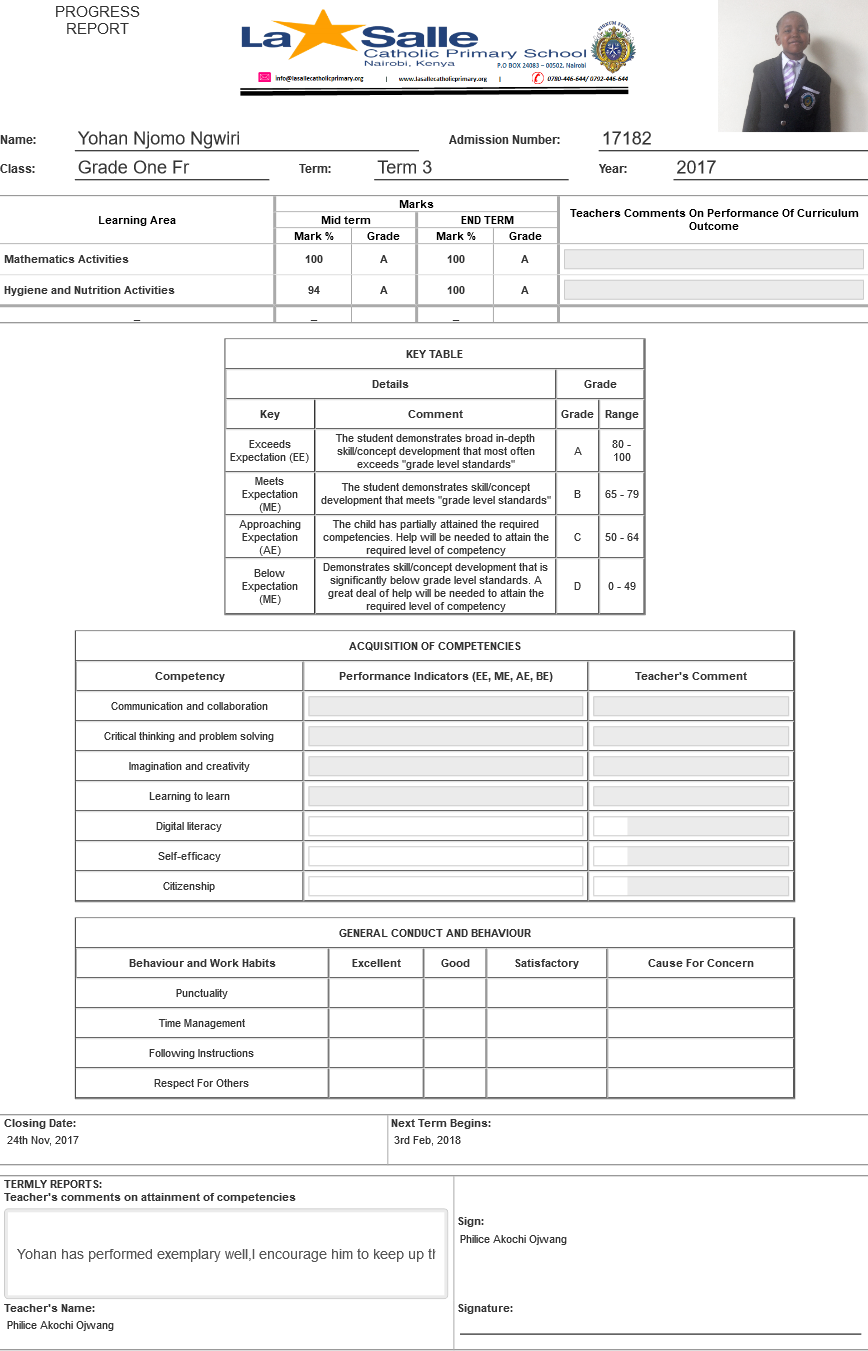 PROGRESS
REPORT
La Salle
Catholic Primary School
Nairobi, Kenya
P.O BOX 24083 – 00502, Nairobi
info@lasallecatholicprimary.org | www.lasallecatholicprimary.org | 0780-446-644/ 0792-446-644
Name: Yohan Njomo Ngwiri Admission Number: 17182
Class: Grade One Fr Term: Term 3 Year: 2017
Learning Area Marks Teachers Comments On Performance Of Curriculum Outcome
Mid term END TERM
Mark % Grade Mark % Grade
Mathematics Activities 100 A 100 A
Hygiene and Nutrition Activities 94 A 100 A
_ _ _
KEY TABLE
Details Grade
Key Comment Grade Range
Exceeds Expectation (EE) The student demonstrates broad in-depth skill/concept development that most often exceeds "grade level standards" A 80 - 100
Meets Expectation (ME) The student demonstrates skill/concept development that meets "grade level standards" B 65 - 79
Approaching Expectation (AE) The child has partially attained the required competencies. Help will be needed to attain the required level of competency C 50 - 64
Below Expectation (ME) Demonstrates skill/concept development that is significantly below grade level standards. A great deal of help will be needed to attain the required level of competency D 0 - 49
ACQUISITION OF COMPETENCIES
Competency Performance Indicators (EE, ME, AE, BE) Teacher's Comment
Communication and collaboration
Critical thinking and problem solving
Imagination and creativity
Learning to learn
Digital literacy
Self-efficacy
Citizenship
GENERAL CONDUCT AND BEHAVIOUR
Behaviour and Work Habits Excellent Good Satisfactory Cause For Concern
Punctuality
Time Management
Following Instructions
Respect For Others
Closing Date: Next Term Begins:
24th Nov, 2017 3rd Feb, 2018
TERMLY REPORTS:
Teacher's comments on attainment of competencies
Yohan has performed exemplary well,I encourage him to keep up
Sign:
Philice Akochi Ojwang
Teacher's Name: Signature:
Philice Akochi Ojwang